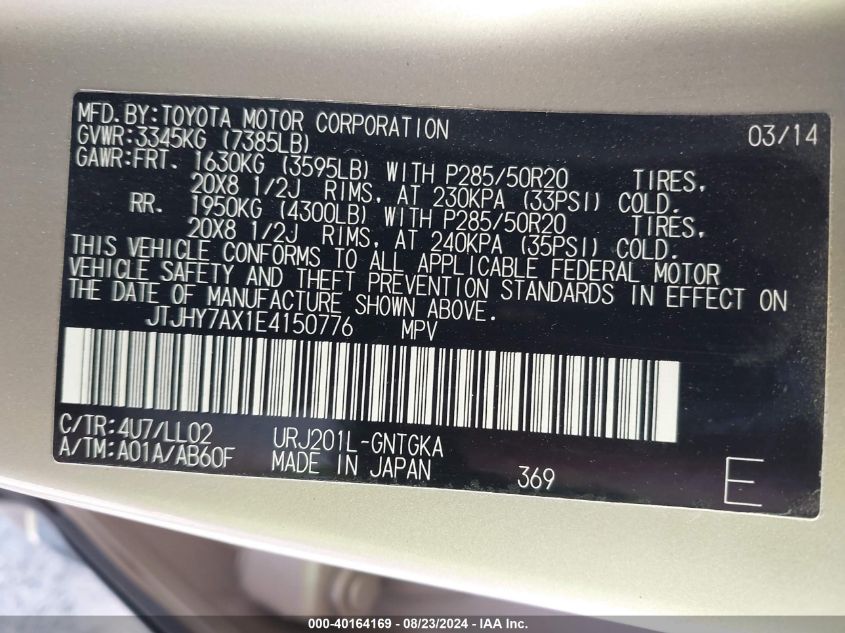 MFD.BY:TOYOTA MOTOR CORPORATION 03/14
GVWR:3345KG (7385LB)
GAWR:FRT. 1630KG (3595LB) WITH P285/50R20 TIRES,
20X8 1/2J RIMS, AT 230KPA (33PSI) COLD.
RR. 1950KG (4300LB) WITH P285/50R20 TIRES,
20X8 1/2J RIMS, AT 240KPA (35PSI) COLD.
THIS VEHICLE CONFORMS TO ALL APPLICABLE FEDERAL MOTOR
VEHICLE SAFETY AND THEFT PREVENTION STANDARDS IN EFFECT ON
THE DATE OF MANUFACTURE SHOWN ABOVE.
JTJHY7AX1E4150776 MPV
C/TR:4U7/LL02 URJ201L-GNTGKA
A/TM:A01A/AB60F MADE IN JAPAN 369 E
000-40164169 - 08/23/2024 - IAA, Inc.